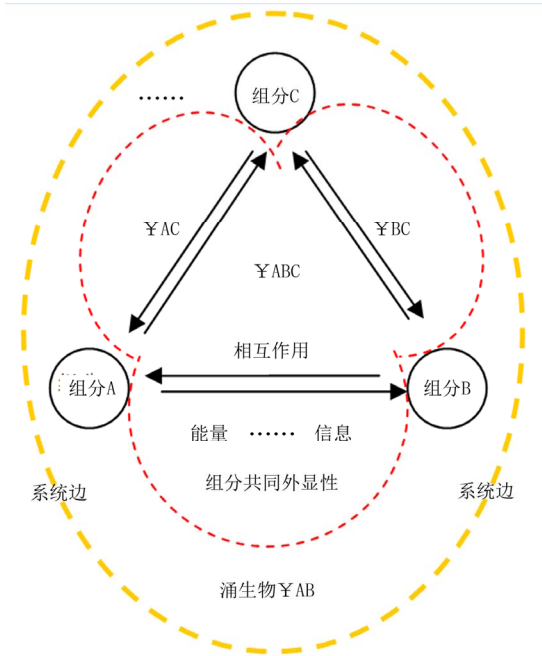 组分C
……
￥AC
￥BC
￥ABC
相互作用
组分A
组分B
能量 …… 信息
组分共同外显性
系统边
系统边
涌生物￥AB